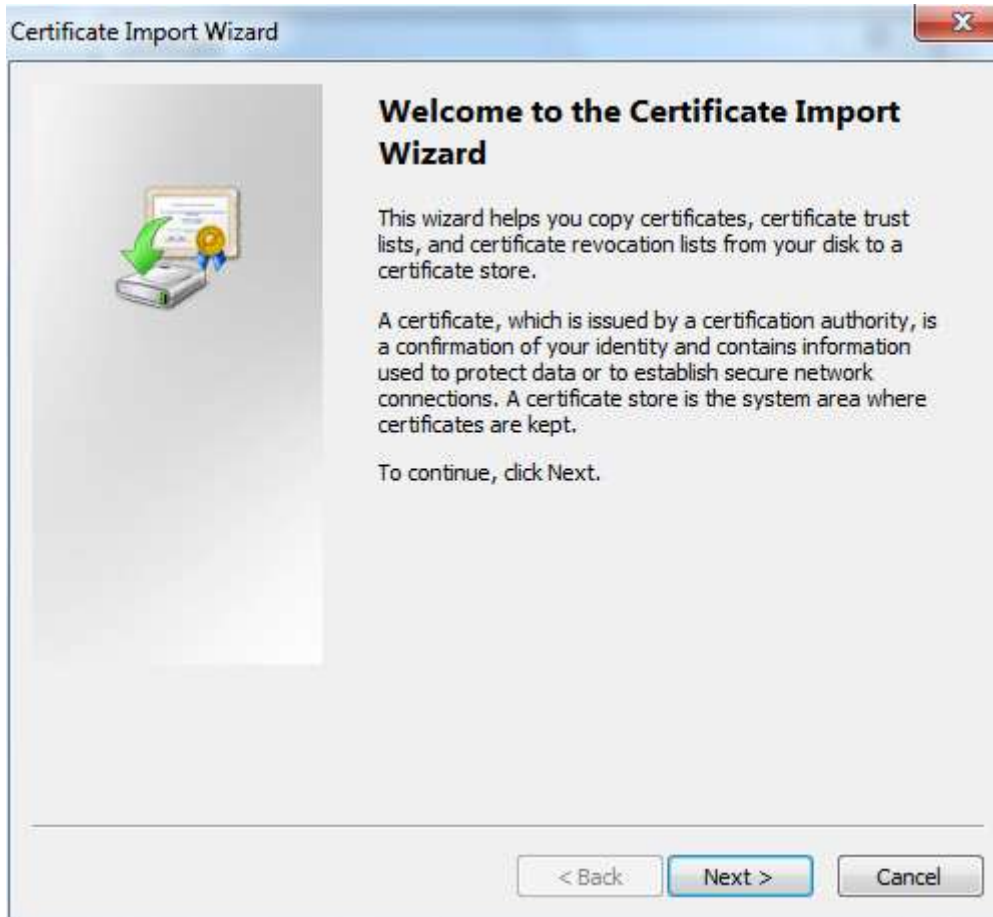 Certificate Import Wizard
Welcome to the Certificate Import
Wizard
This wizard helps you copy certificates, certificate trust
lists, and certificate revocation lists from your disk to a
certificate store.
A certificate, which is issued by a certification authority, is
a confirmation of your identity and contains information
used to protect data or to establish secure network
connections. A certificate store is the system area where
certificates are kept.
To continue, click Next.
< Back
Next >
Cancel